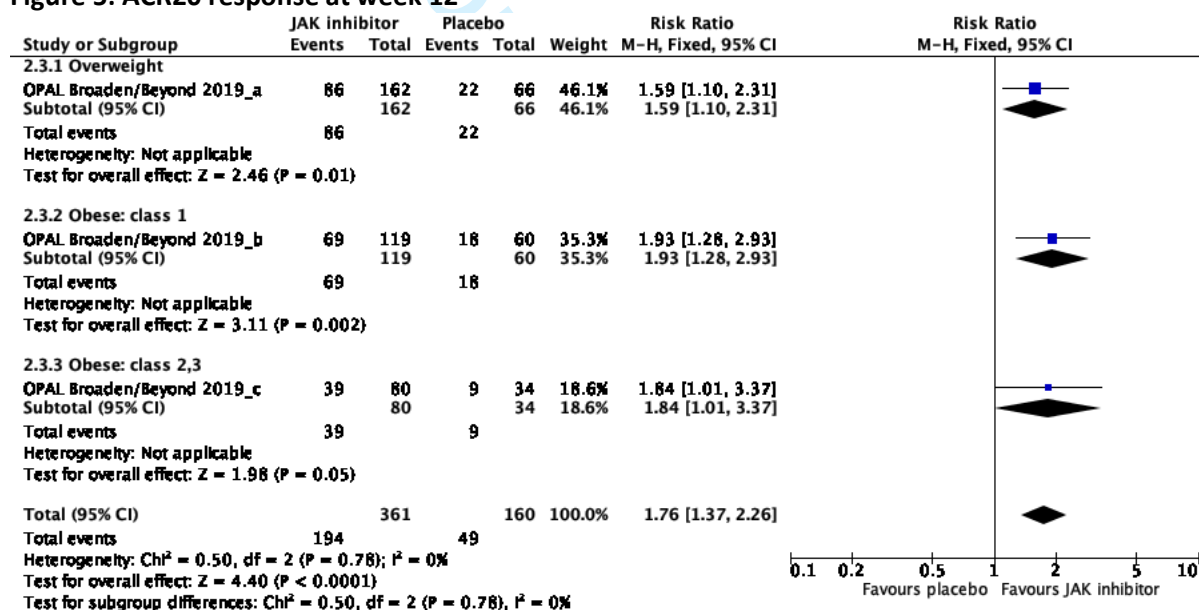 Figure 5: ACR20 response at week 12
JAK inhibitor Placebo Risk Ratio Risk Ratio
Study or Subgroup Events Total Events Total Weight M-H, Fixed, 95% CI M-H, Fixed, 95% CI
2.3.1 Overweight
OPAL Broaden/Beyond 2019_a 86 162 22 66 46.1% 1.59 [1.10, 2.31]
Subtotal (95% CI) 162 66 46.1% 1.59 [1.10, 2.31]
Total events 86 22
Heterogeneity: Not applicable
Test for overall effect: Z = 2.46 (P = 0.01)
2.3.2 Obese: class 1
OPAL Broaden/Beyond 2019_b 69 119 18 60 35.3% 1.93 [1.28, 2.93]
Subtotal (95% CI) 119 60 35.3% 1.93 [1.28, 2.93]
Total events 69 18
Heterogeneity: Not applicable
Test for overall effect: Z = 3.11 (P = 0.002)
2.3.3 Obese: class 2,3
OPAL Broaden/Beyond 2019_c 39 80 9 34 18.6% 1.84 [1.01, 3.37]
Subtotal (95% CI) 80 34 18.6% 1.84 [1.01, 3.37]
Total events 39 9
Heterogeneity: Not applicable
Test for overall effect: Z = 1.98 (P = 0.05)
Total (95% CI) 361 160 100.0% 1.76 [1.37, 2.26]
Total events 194 49
Heterogeneity: Chi² = 0.50, df = 2 (P = 0.78); I² = 0%
Test for overall effect: Z = 4.40 (P < 0.0001)
Test for subgroup differences: Chi² = 0.50, df = 2 (P = 0.78), I² = 0%
0.1 0.2 0.5 1 2 5 10
Favours placebo Favours JAK inhibitor